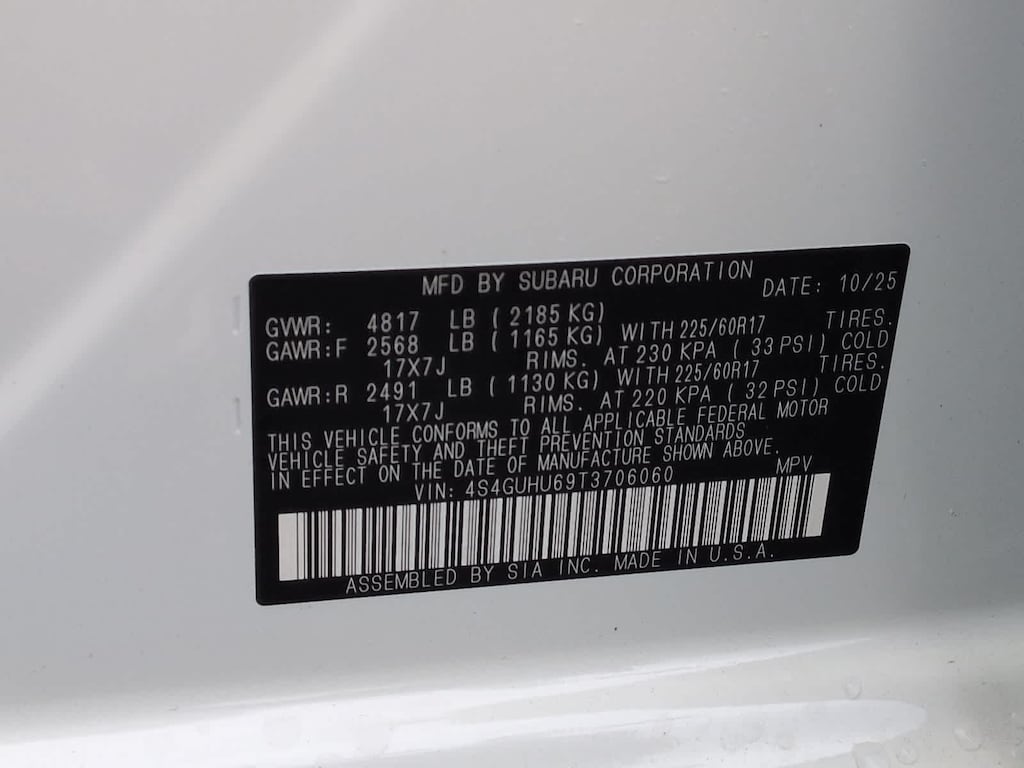 MFD BY SUBARU CORPORATION DATE: 10/25
GVWR: 4817 LB ( 2185 KG)
GAWR:F 2568 LB ( 1165 KG) WITH 225/60R17 TIRES.
17X7J RIMS. AT 230 KPA ( 33 PSI) COLD
GAWR:R 2491 LB ( 1130 KG) WITH 225/60R17 TIRES.
17X7J RIMS. AT 220 KPA ( 32 PSI) COLD
THIS VEHICLE CONFORMS TO ALL APPLICABLE FEDERAL MOTOR
VEHICLE SAFETY AND THEFT PREVENTION STANDARDS
IN EFFECT ON THE DATE OF MANUFACTURE SHOWN ABOVE.
VIN: 4S4GUHU69T3706060 MPV
ASSEMBLED BY SIA INC. MADE IN U.S.A.